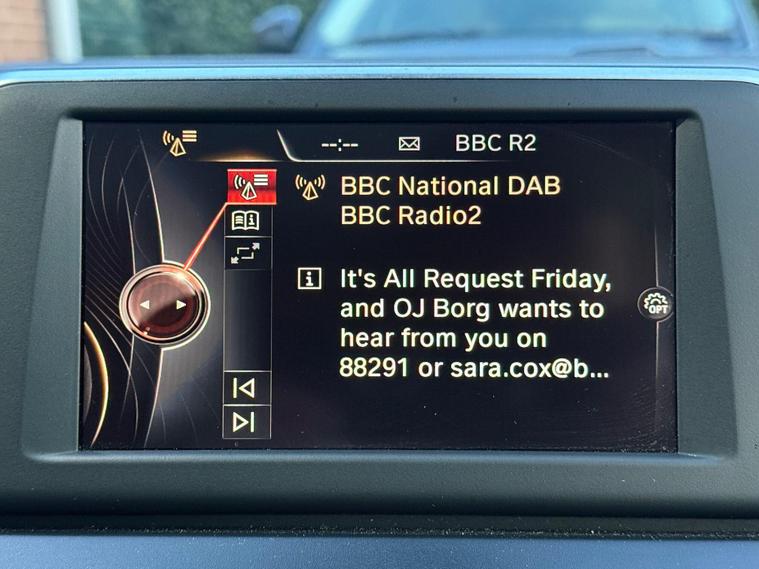 --:-- BBC R2
BBC National DAB
BBC Radio2
It's All Request Friday,
and OJ Borg wants to
hear from you on
88291 or sara.cox@b...
OPT